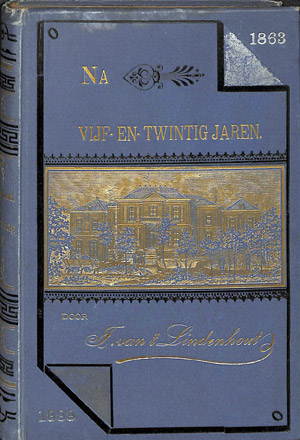 1863
NA
VIJF-EN-TWINTIG JAREN.
DOOR
J. van 't Lindenhout
1888